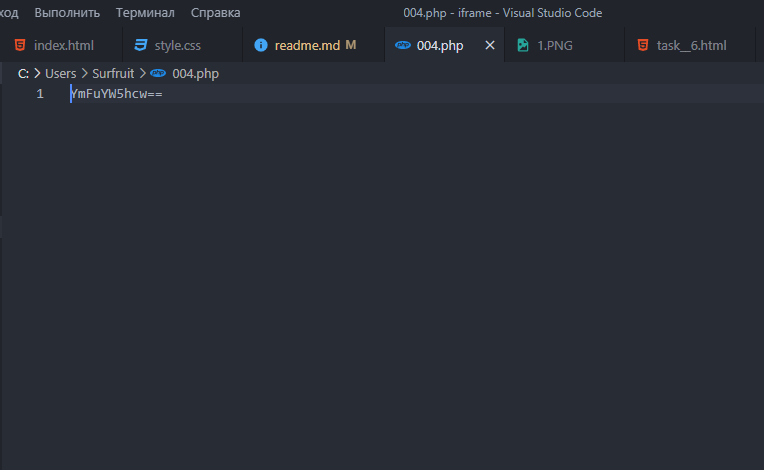 ход Выполнить Терминал Справка 004.php - iframe - Visual Studio Code
index.html style.css readme.md M 004.php 1.PNG task__6.html
C: > Users > Surfruit > 004.php
1 YmFuYW5hcw==